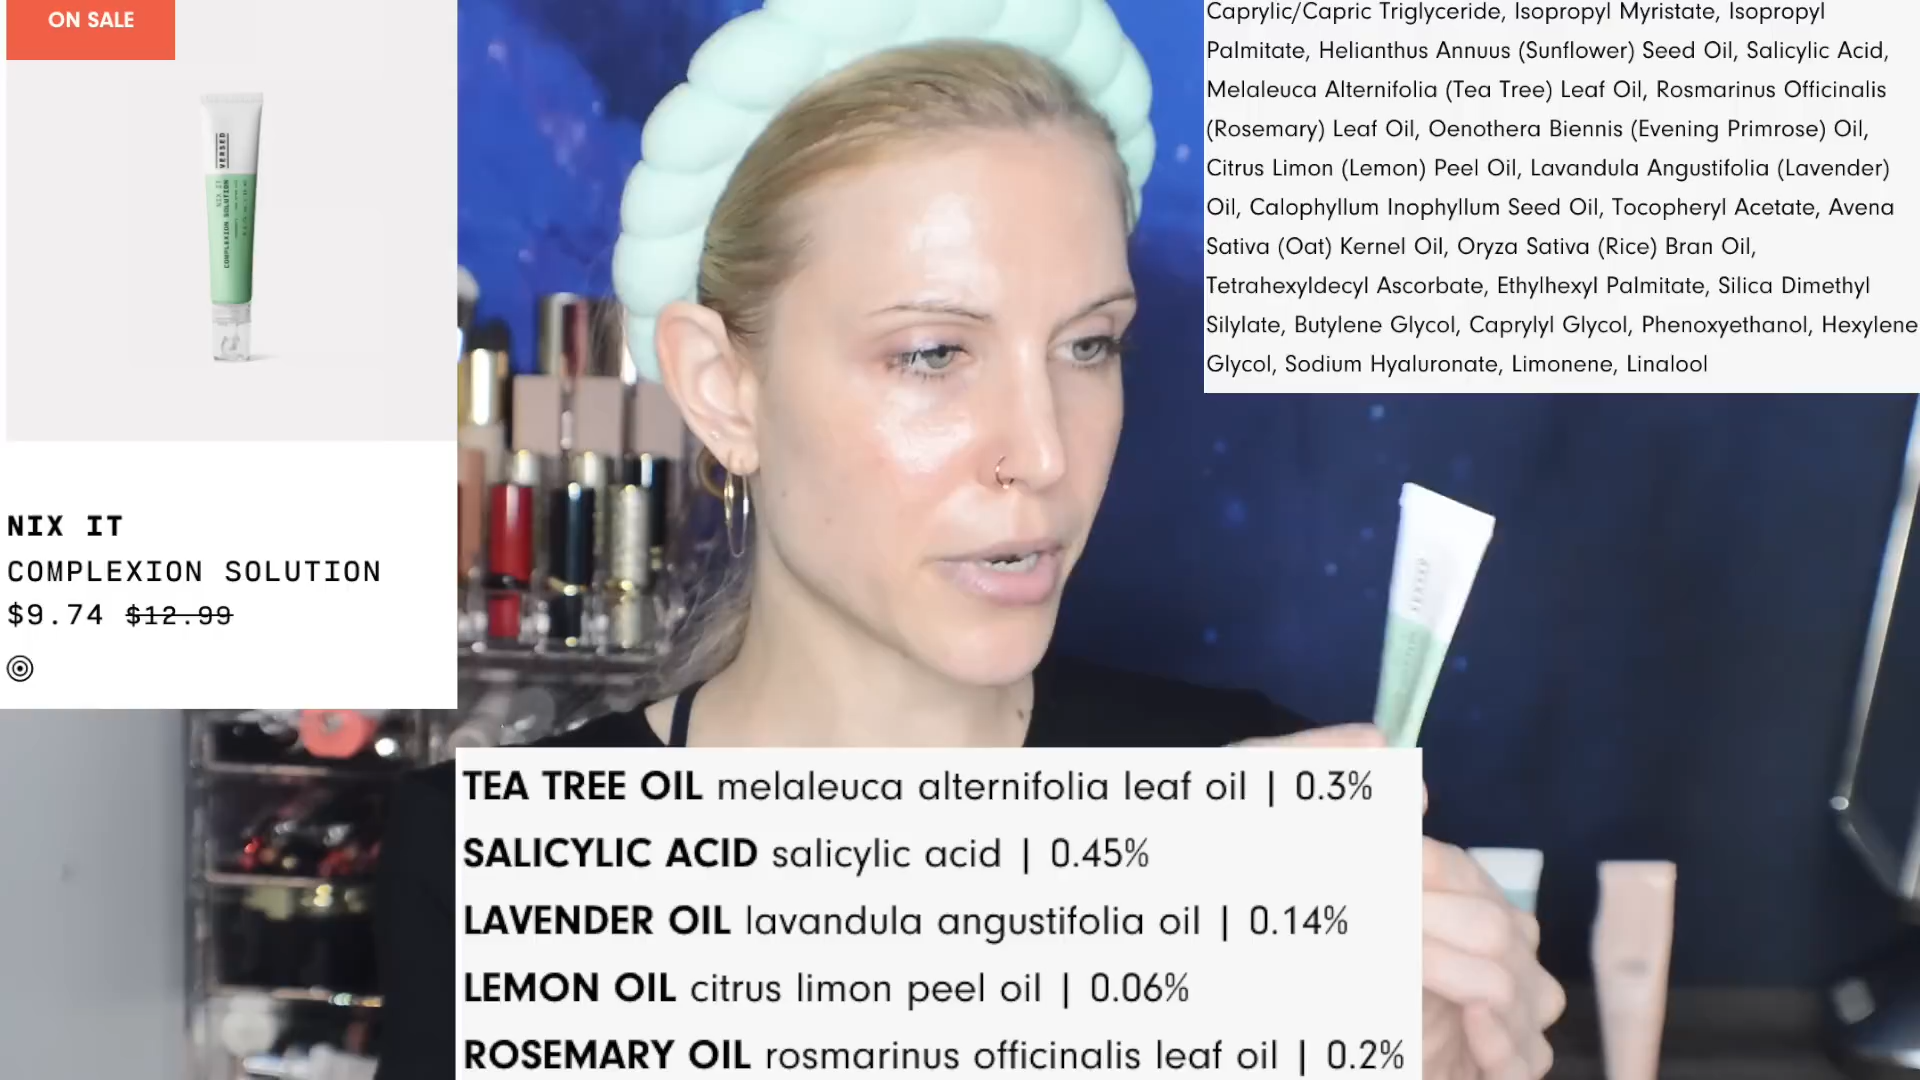 ON SALE
VERSED
NIX IT
COMPLEXION SOLUTION
NIX IT
COMPLEXION SOLUTION
$9.74 $12.99
Caprylic/Capric Triglyceride, Isopropyl Myristate, Isopropyl
Palmitate, Helianthus Annuus (Sunflower) Seed Oil, Salicylic Acid,
Melaleuca Alternifolia (Tea Tree) Leaf Oil, Rosmarinus Officinalis
(Rosemary) Leaf Oil, Oenothera Biennis (Evening Primrose) Oil,
Citrus Limon (Lemon) Peel Oil, Lavandula Angustifolia (Lavender)
Oil, Calophyllum Inophyllum Seed Oil, Tocopheryl Acetate, Avena
Sativa (Oat) Kernel Oil, Oryza Sativa (Rice) Bran Oil,
Tetrahexyldecyl Ascorbate, Ethylhexyl Palmitate, Silica Dimethyl
Silylate, Butylene Glycol, Caprylyl Glycol, Phenoxyethanol, Hexylene
Glycol, Sodium Hyaluronate, Limonene, Linalool
VERSED
TEA TREE OIL melaleuca alternifolia leaf oil | 0.3%
SALICYLIC ACID salicylic acid | 0.45%
LAVENDER OIL lavandula angustifolia oil | 0.14%
LEMON OIL citrus limon peel oil | 0.06%
ROSEMARY OIL rosmarinus officinalis leaf oil | 0.2%